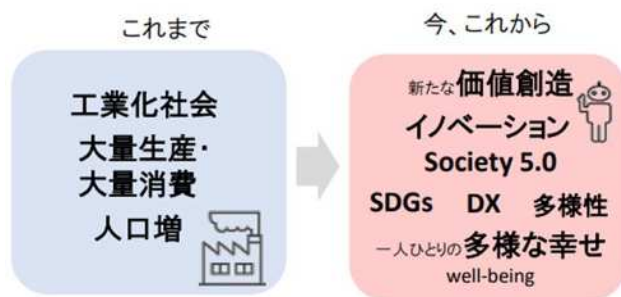 これまで
工業化社会
大量生産・
大量消費
人口増
今、これから
新たな価値創造
イノベーション
Society 5.0
SDGs DX 多様性
一人ひとりの多様な幸せ
well-being